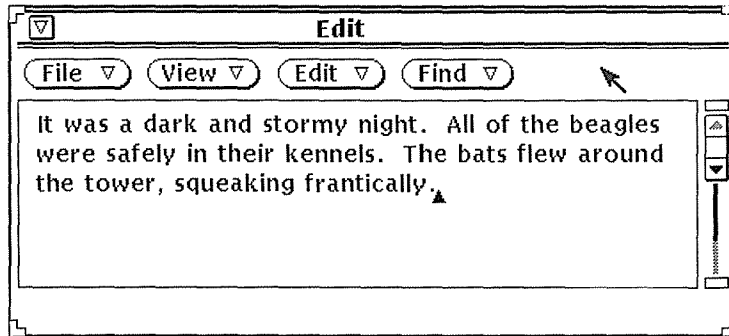 Edit
File View Edit Find
It was a dark and stormy night.  All of the beagles
were safely in their kennels.  The bats flew around
the tower, squeaking frantically.